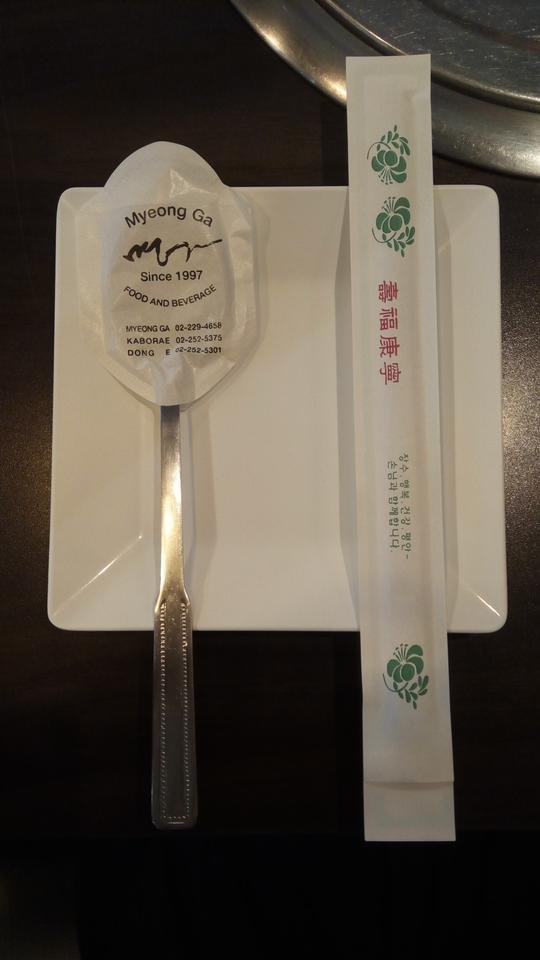 Myeong Ga
Since 1997
FOOD AND BEVERAGE
MYEONG GA 02-229-4658
KABORAE 02-252-5375
DONG E 02-252-5301
壽福康寧
장수, 행복, 건강, 평안~
손님과 함께합니다.